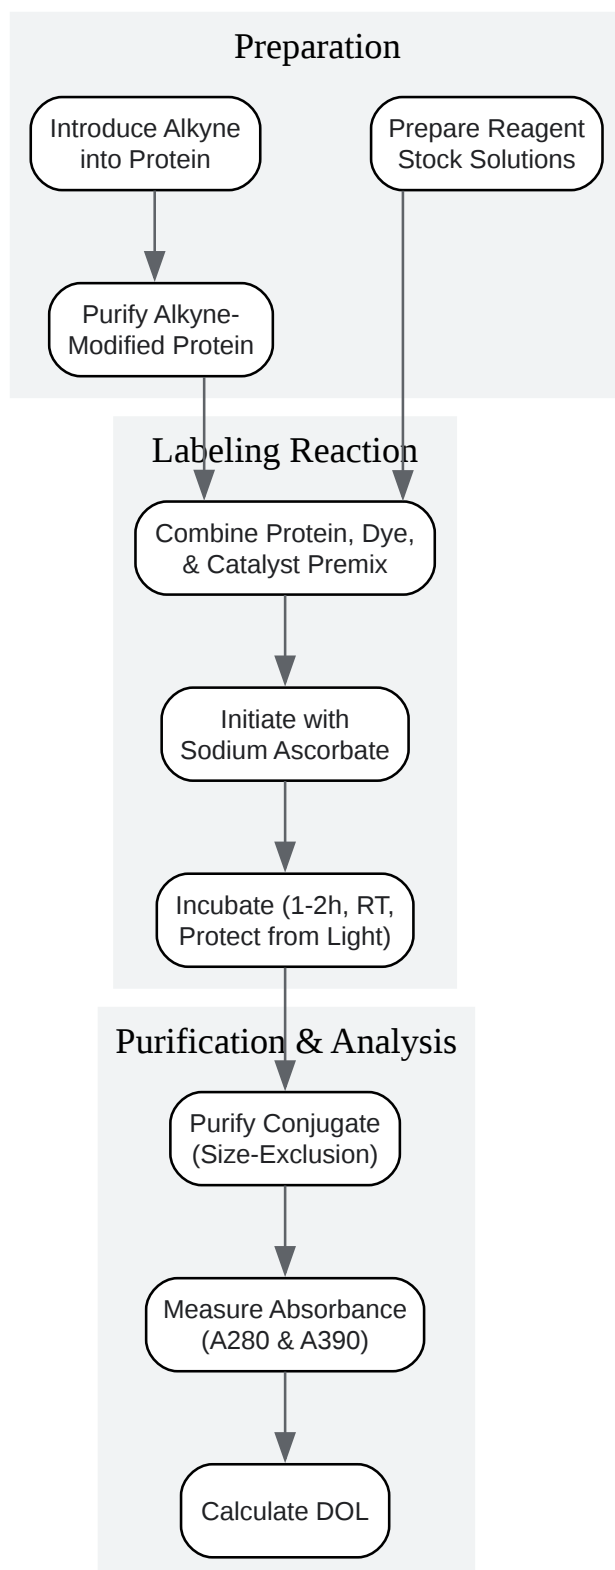 Preparation
Introduce Alkyne
into Protein
Prepare Reagent
Stock Solutions
Purify Alkyne-
Modified Protein
Labeling Reaction
Combine Protein, Dye,
& Catalyst Premix
Initiate with
Sodium Ascorbate
Incubate (1-2h, RT,
Protect from Light)
Purification & Analysis
Purify Conjugate
(Size-Exclusion)
Measure Absorbance
(A280 & A390)
Calculate DOL